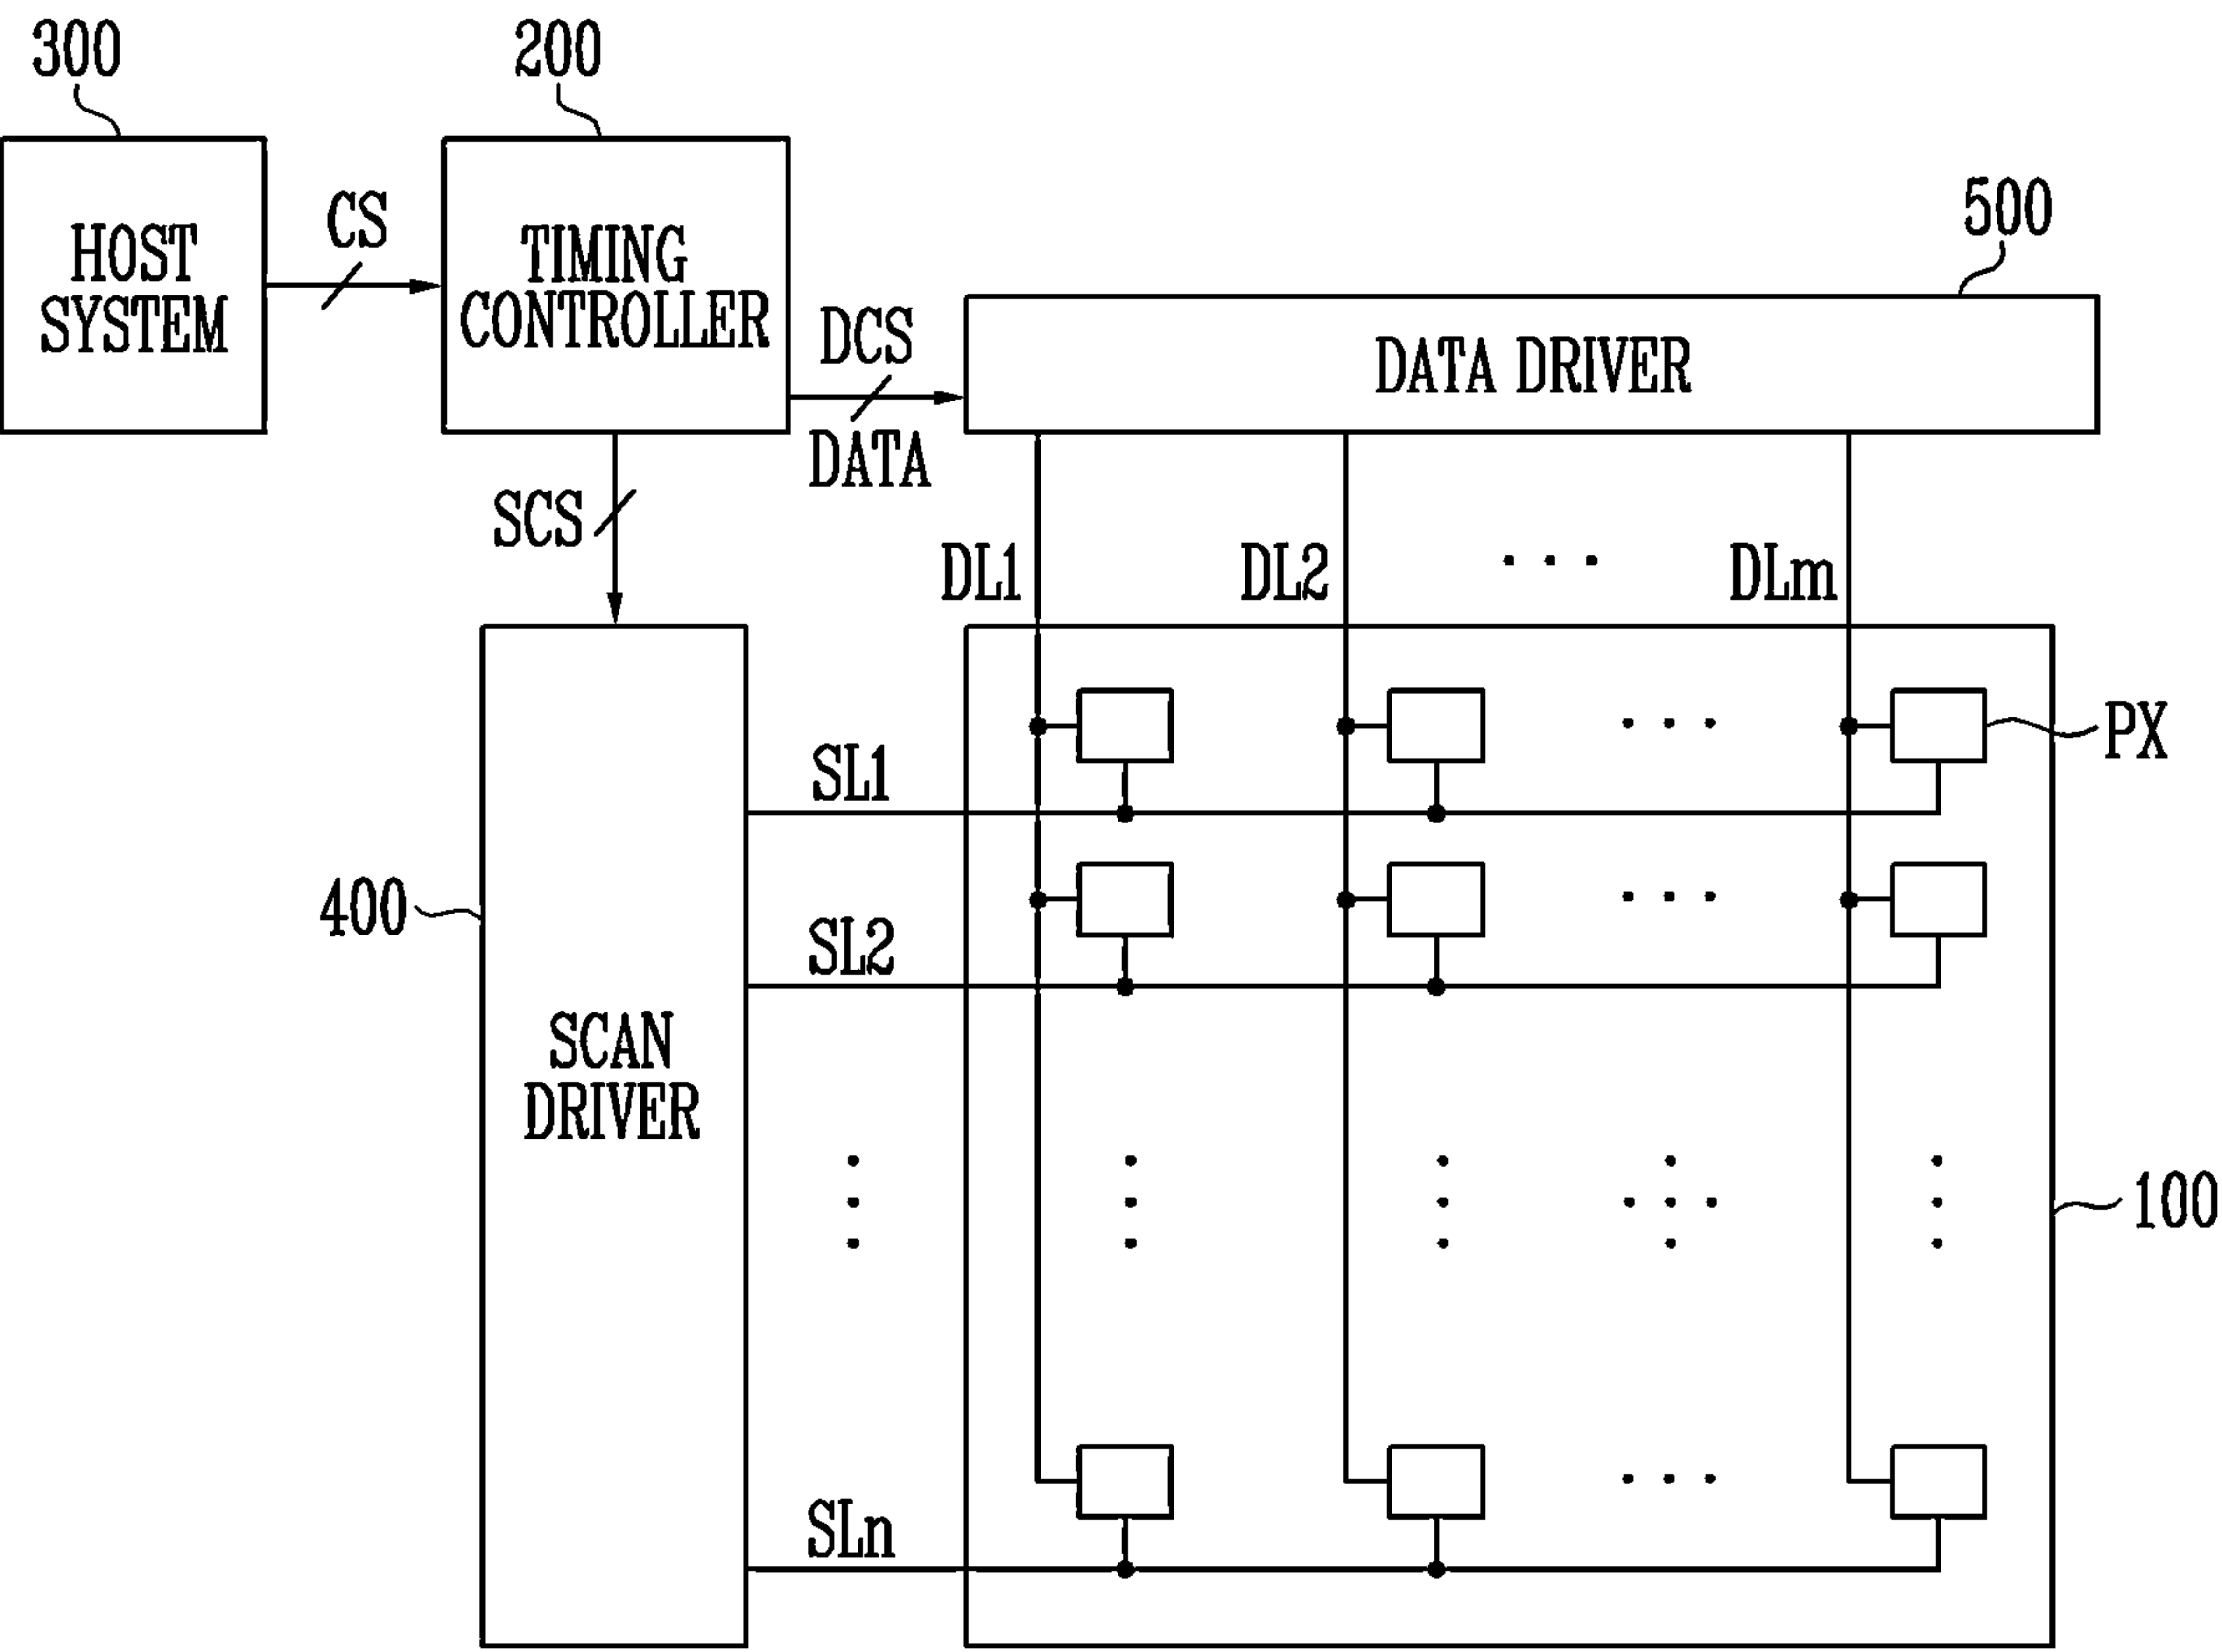 300
200
HOST
SYSTEM
CS
TIMING
CONTROLLER
500
DCS
DATA
DATA DRIVER
SCS
DL1
DL2
DLm
PX
SL1
400
SL2
SCAN
DRIVER
100
SLn